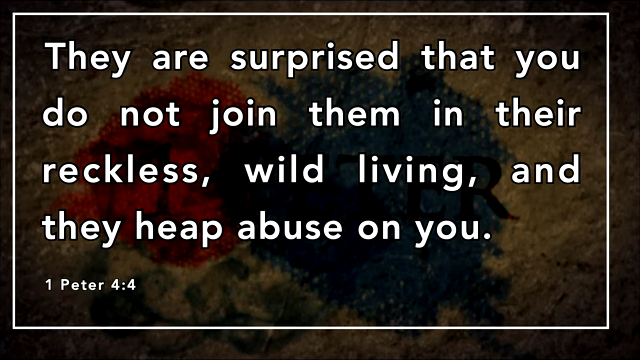 They are surprised that you
do not join them in their
reckless, wild living, and
they heap abuse on you.
1 Peter 4:4